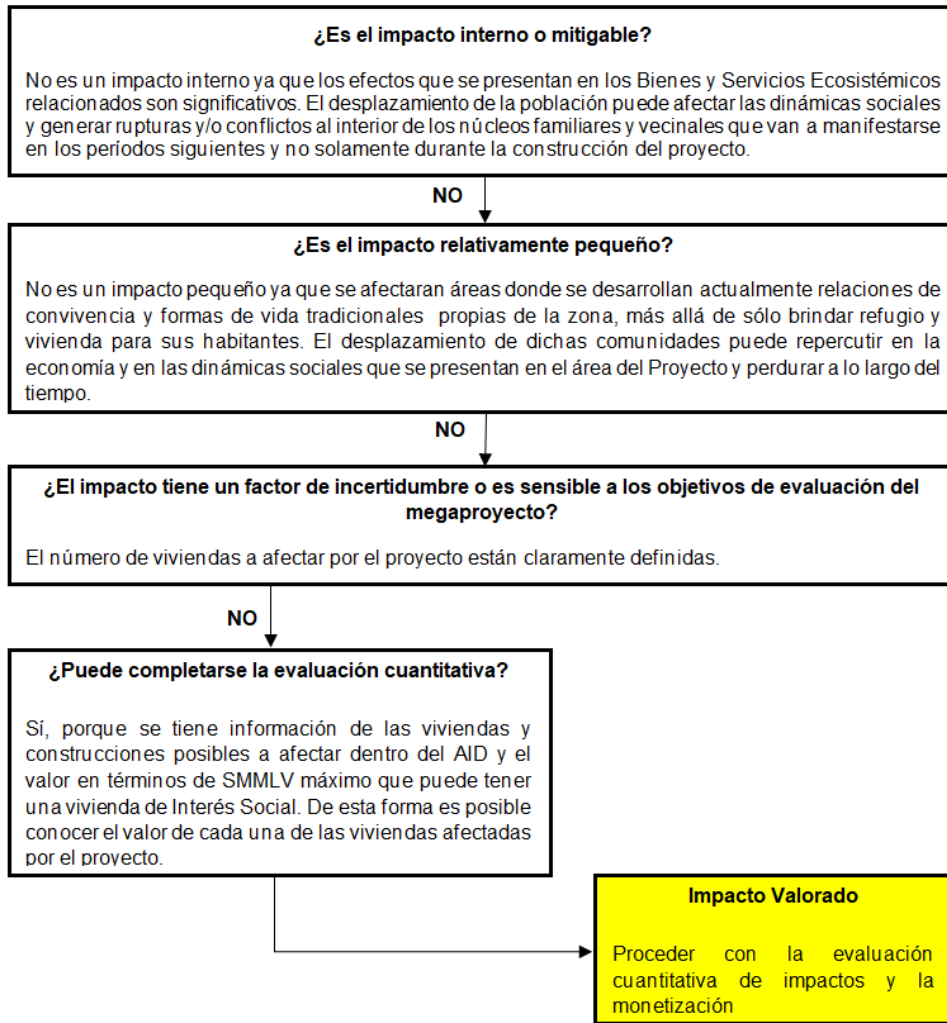 ¿Es el impacto interno o mitigable?
No es un impacto interno ya que los efectos que se presentan en los Bienes y Servicios Ecosistémicos
relacionados son significativos. El desplazamiento de la población puede afectar las dinámicas sociales
y generar rupturas y/o conflictos al interior de los núcleos familiares y vecinales que van a manifestarse
en los períodos siguientes y no solamente durante la construcción del proyecto.
NO
¿Es el impacto relativamente pequeño?
No es un impacto pequeño ya que se afectaran áreas donde se desarrollan actualmente relaciones de
convivencia y formas de vida tradicionales propias de la zona, más allá de sólo brindar refugio y
vivienda para sus habitantes. El desplazamiento de dichas comunidades puede repercutir en la
economía y en las dinámicas sociales que se presentan en el área del Proyecto y perdurar a lo largo del
tiempo.
NO
¿El impacto tiene un factor de incertidumbre o es sensible a los objetivos de evaluación del
megaproyecto?
El número de viviendas a afectar por el proyecto están claramente definidas.
NO
¿Puede completarse la evaluación cuantitativa?
Sí, porque se tiene información de las viviendas y
construcciones posibles a afectar dentro del AID y el
valor en términos de SMMLV máximo que puede tener
una vivienda de Interés Social. De esta forma es posible
conocer el valor de cada una de las viviendas afectadas
por el proyecto.
Impacto Valorado
Proceder con la evaluación
cuantitativa de impactos y la
monetización